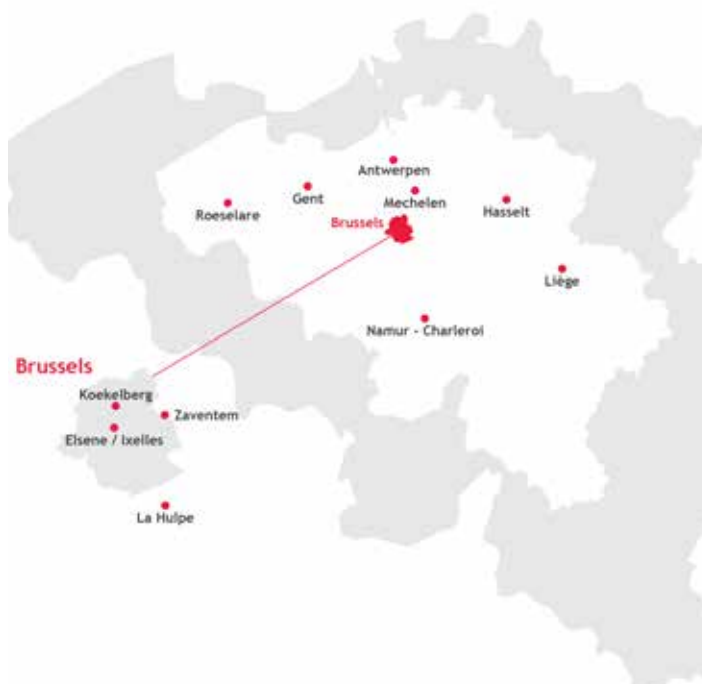 Antwerpen
Gent
Mechelen
Roeselare
Hasselt
Brussels
Liège
Namur - Charleroi
Brussels
Koekelberg
Zaventem
Elsene / Ixelles
La Hulpe